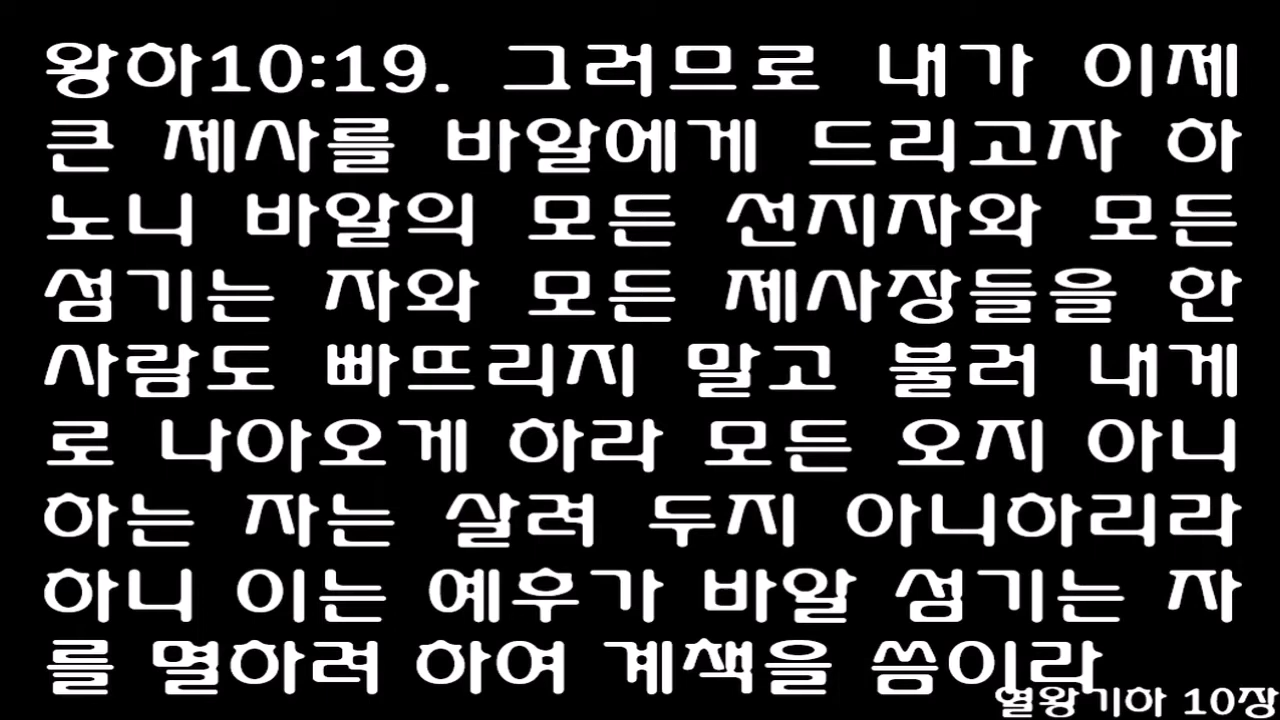 왕하10:19. 그러므로 내가 이제
큰 제사를 바알에게 드리고자 하
노니 바알의 모든 선지자와 모든
섬기는 자와 모든 제사장들을 한
사람도 빠뜨리지 말고 불러 내게
로 나아오게 하라 모든 오지 아니
하는 자는 살려 두지 아니하리라
하니 이는 예후가 바알 섬기는 자
를 멸하려 하여 계책을 씀이라
열왕기하 10장